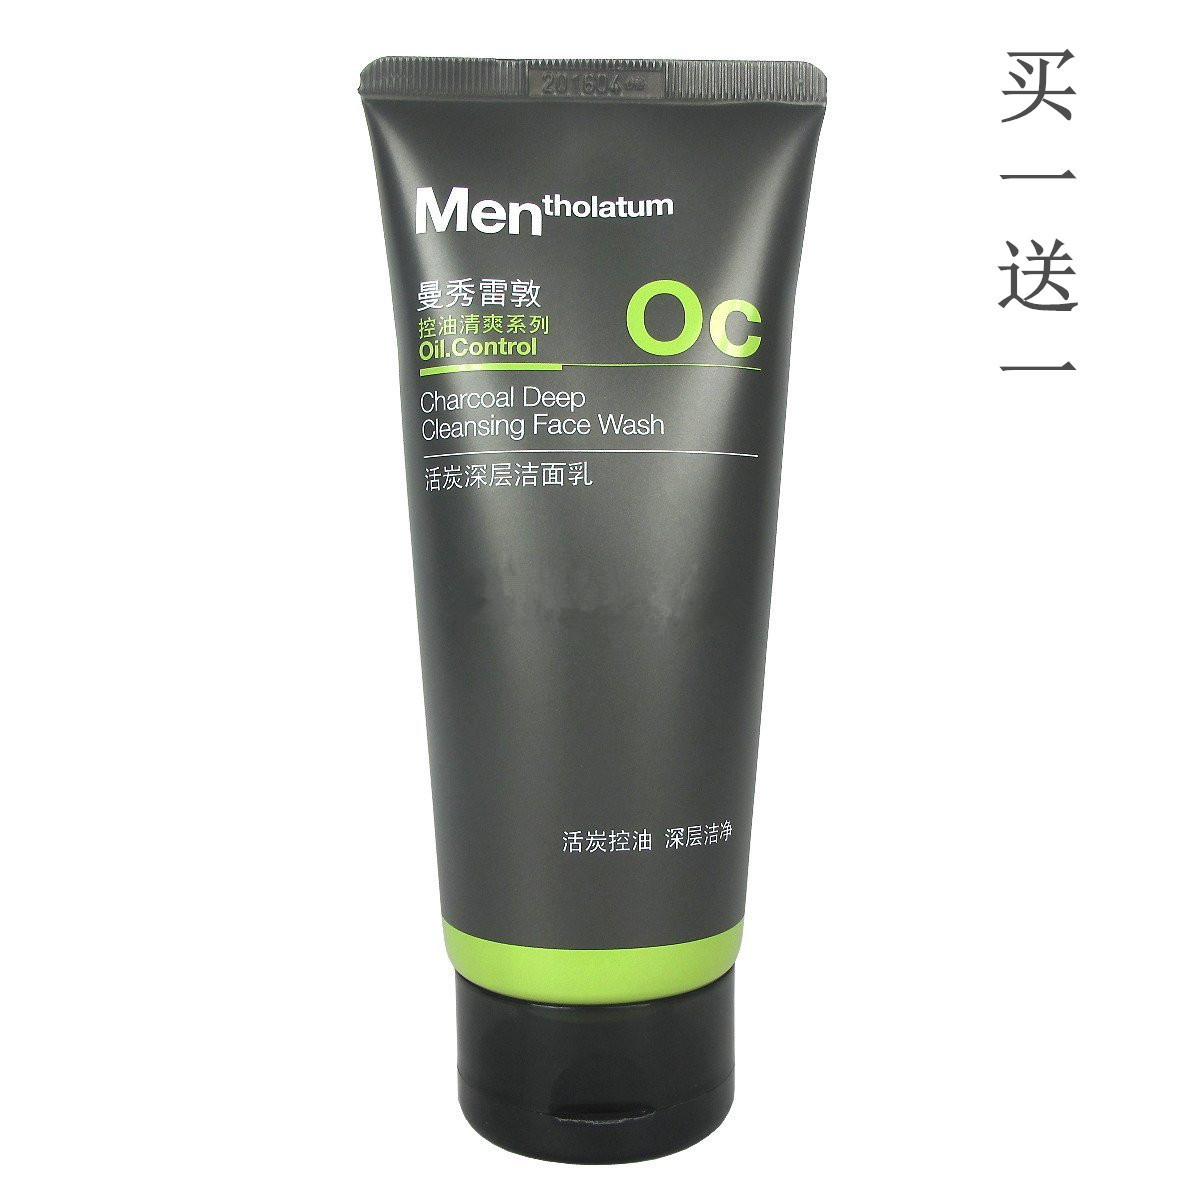 201604
Mentholatum
曼秀雷敦
控油清爽系列
Oil.Control
Oc
Charcoal Deep
Cleansing Face Wash
活炭深层洁面乳
活炭控油 深层洁净
买一送一